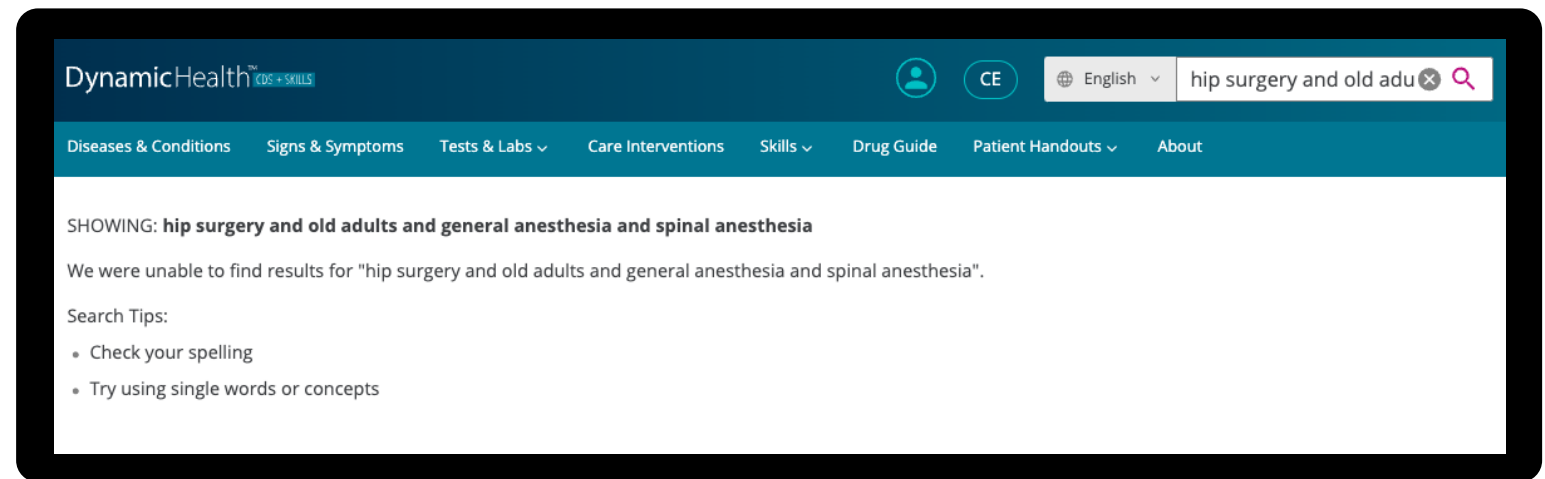 DynamicHealth™ CDS + SKILLS
CE
English
hip surgery and old adu
Diseases & Conditions Signs & Symptoms Tests & Labs Care Interventions Skills Drug Guide Patient Handouts About
SHOWING: hip surgery and old adults and general anesthesia and spinal anesthesia
We were unable to find results for "hip surgery and old adults and general anesthesia and spinal anesthesia".
Search Tips:
• Check your spelling
• Try using single words or concepts